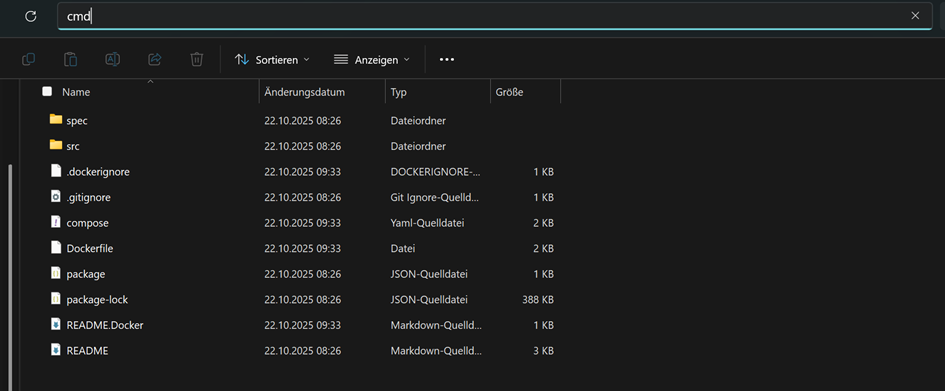 cmd
Sortieren Anzeigen
Name Änderungsdatum Typ Größe
spec 22.10.2025 08:26 Dateiordner
src 22.10.2025 08:26 Dateiordner
.dockerignore 22.10.2025 09:33 DOCKERIGNORE-... 1 KB
.gitignore 22.10.2025 08:26 Git Ignore-Quelld... 1 KB
compose 22.10.2025 09:33 Yaml-Quelldatei 2 KB
Dockerfile 22.10.2025 09:33 Datei 2 KB
package 22.10.2025 08:26 JSON-Quelldatei 1 KB
package-lock 22.10.2025 08:26 JSON-Quelldatei 388 KB
README.Docker 22.10.2025 09:33 Markdown-Quelld... 1 KB
README 22.10.2025 08:26 Markdown-Quelld... 3 KB